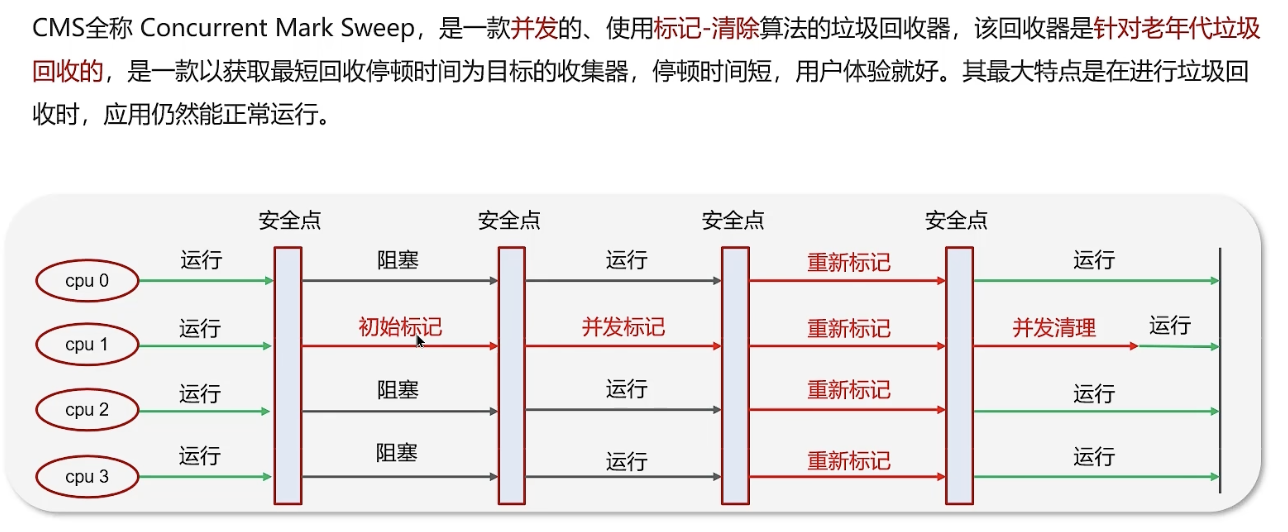 CMS全称 Concurrent Mark Sweep，是一款并发的、使用标记-清除算法的垃圾回收器，该回收器是针对老年代垃圾
回收的，是一款以获取最短回收停顿时间为目标的收集器，停顿时间短，用户体验就好。其最大特点是在进行垃圾回
收时，应用仍然能正常运行。
安全点 安全点 安全点 安全点
cpu 0 运行 阻塞 运行 重新标记 运行
cpu 1 运行 初始标记 并发标记 重新标记 并发清理 运行
cpu 2 运行 阻塞 运行 重新标记 运行
cpu 3 运行 阻塞 运行 重新标记 运行